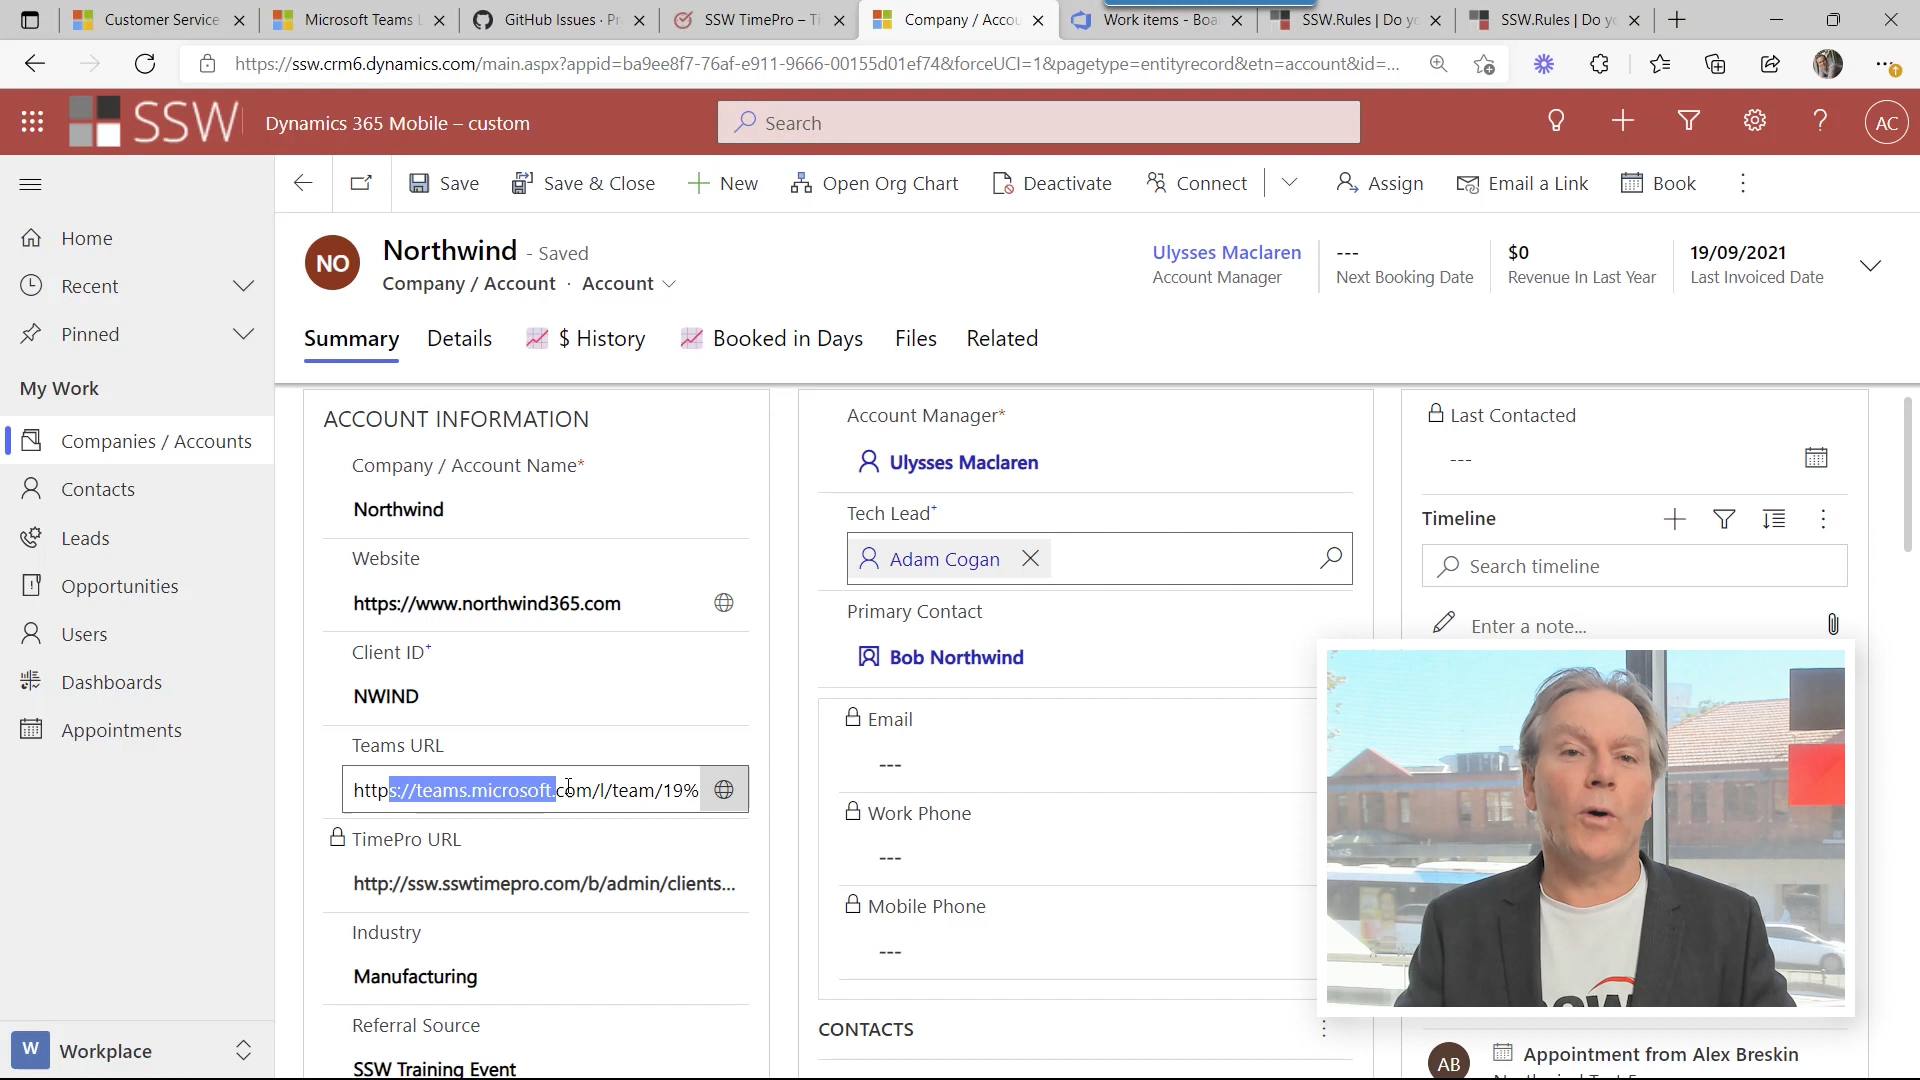 Customer Service
Microsoft Teams
GitHub Issues · Pr
SSW TimePro – Ti
Company / Accou
Work items - Boa
SSW.Rules | Do yo
SSW.Rules | Do yo
https://ssw.crm6.dynamics.com/main.aspx?appid=ba9ee8f7-76af-e911-9666-00155d01ef74&forceUCI=1&pagetype=entityrecord&etn=account&id=...
SSW
Dynamics 365 Mobile – custom
Search
AC
Save
Save & Close
New
Open Org Chart
Deactivate
Connect
Assign
Email a Link
Book
Home
Recent
Pinned
My Work
Companies / Accounts
Contacts
Leads
Opportunities
Users
Dashboards
Appointments
W
Workplace
NO
Northwind - Saved
Company / Account · Account
Ulysses Maclaren
Account Manager
---
Next Booking Date
$0
Revenue In Last Year
19/09/2021
Last Invoiced Date
Summary
Details
$ History
Booked in Days
Files
Related
ACCOUNT INFORMATION
Company / Account Name*
Northwind
Website
https://www.northwind365.com
Client ID+
NWIND
Teams URL
https://teams.microsoft.com/l/team/19%
TimePro URL
http://ssw.sswtimepro.com/b/admin/clients...
Industry
Manufacturing
Referral Source
SSW Training Event
Account Manager*
Ulysses Maclaren
Tech Lead+
Adam Cogan
Primary Contact
Bob Northwind
Email
---
Work Phone
---
Mobile Phone
---
CONTACTS
Last Contacted
---
Timeline
Search timeline
Enter a note...
AB
Appointment from Alex Breskin